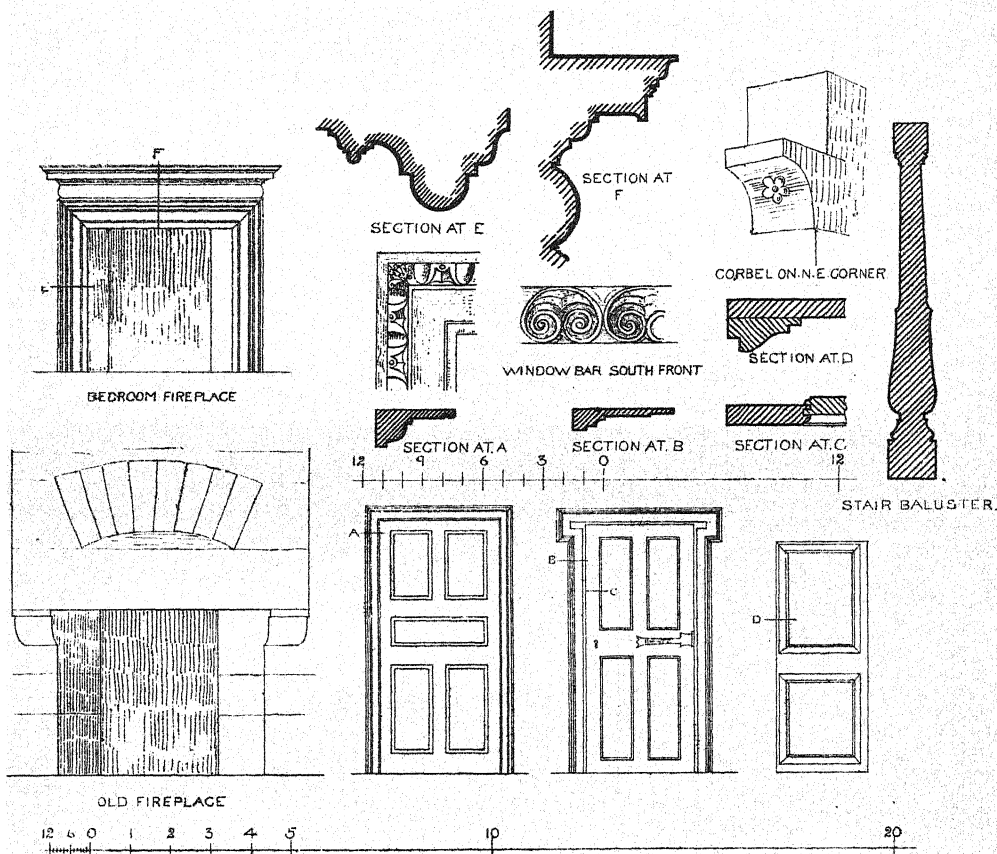 F
SECTION AT E
SECTION AT
F
CORBEL ON. N.E. CORNER
WINDOW BAR SOUTH FRONT
SECTION AT. D
BEDROOM FIREPLACE
SECTION AT. A
SECTION AT. B
SECTION AT. C
12 9 6 3 0 12
STAIR BALUSTER.
A
B
C
D
OLD FIREPLACE
12 6 0 1 2 3 4 5 10 20